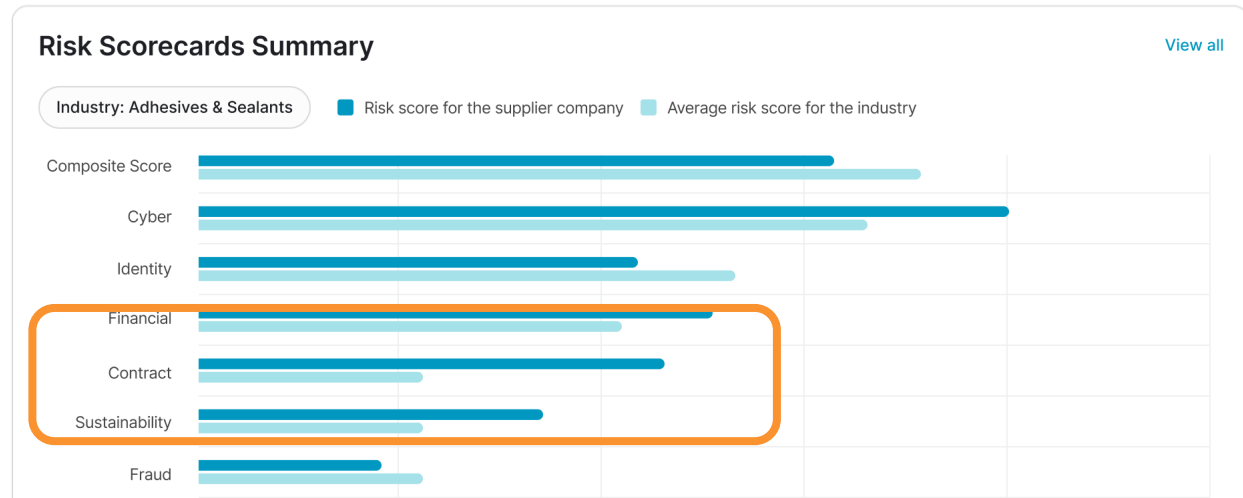 Risk Scorecards Summary
View all
Industry: Adhesives & Sealants
Risk score for the supplier company
Average risk score for the industry
Composite Score
Cyber
Identity
Financial
Contract
Sustainability
Fraud